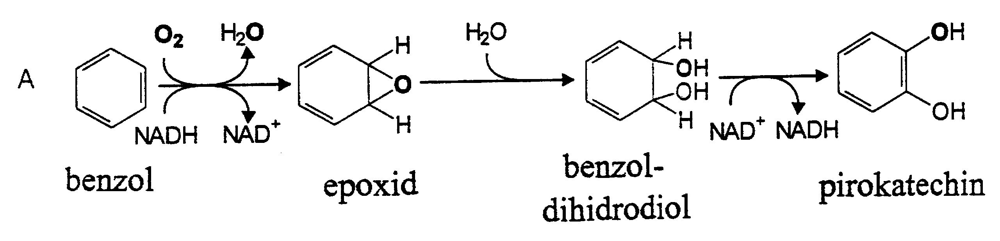 A
O₂ H₂O
NADH NAD⁺
H
O
H
H₂O
H
OH
OH
H
NAD⁺ NADH
OH
OH
benzol
epoxid
benzol-
dihidrodiol
pirokatechin